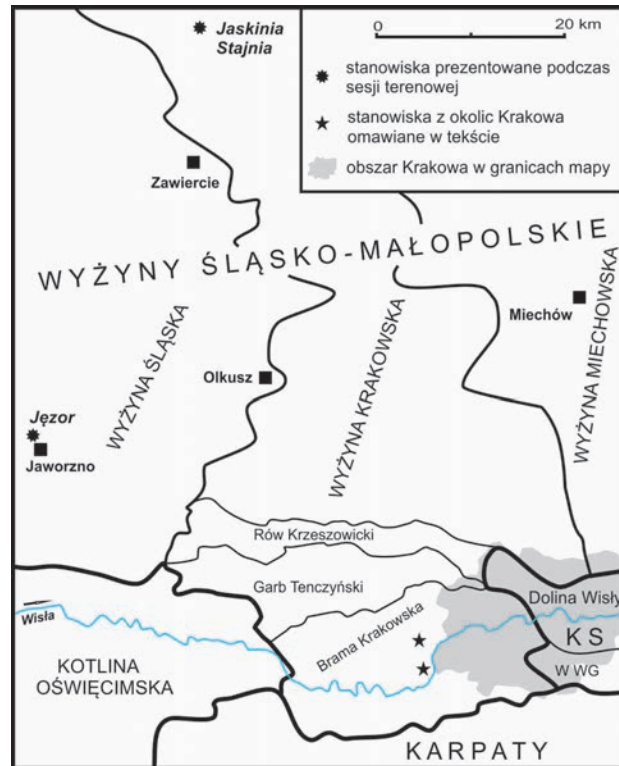 Jaskinia
Stajnia
0 20 km
stanowiska prezentowane podczas
sesji terenowej
stanowiska z okolic Krakowa
omawiane w tekście
obszar Krakowa w granicach mapy
Zawiercie
WYŻYNY ŚLĄSKO-MAŁOPOLSKIE
Miechów
WYŻYNA ŚLĄSKA
WYŻYNA KRAKOWSKA
WYŻYNA MIECHOWSKA
Olkusz
Jęzor
Jaworzno
Rów Krzeszowicki
Garb Tenczyński
Dolina Wisły
Wisła
Brama Krakowska
K S
W WG
KOTLINA
OŚWIĘCIMSKA
KARPATY